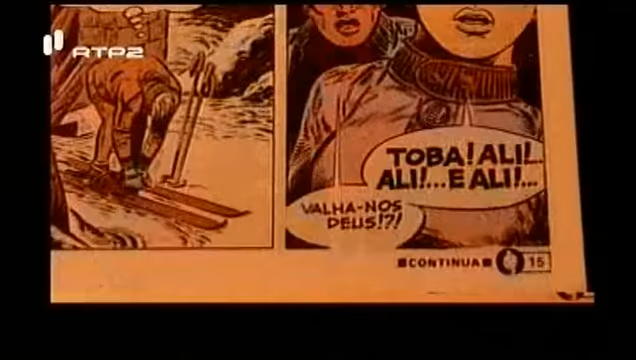 RTP2
TOBA! ALI!..
ALI!... E ALI!...
VALHA-NOS
DEUS!?!
CONTINUA
15